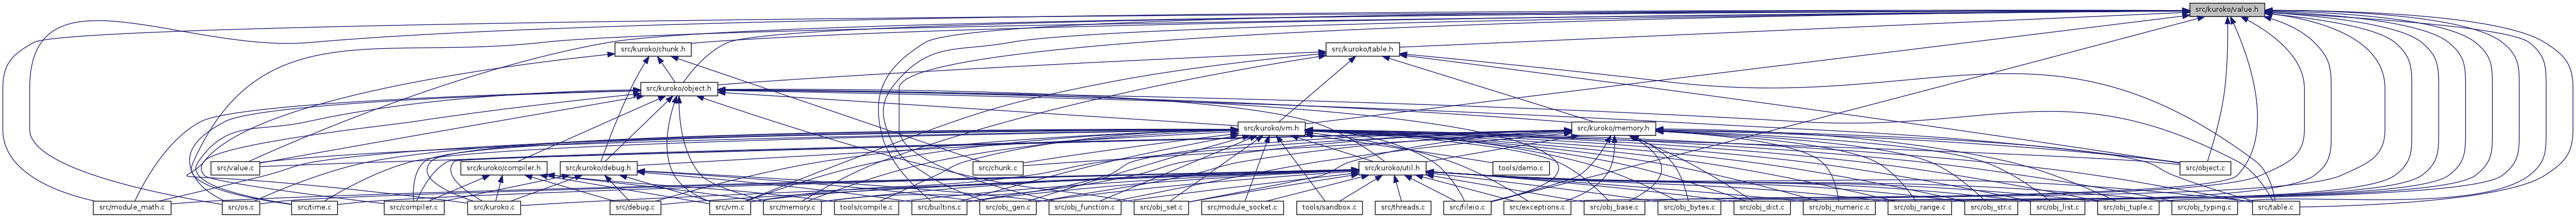 src/kuroko/value.h
src/kuroko/chunk.h
src/kuroko/table.h
src/kuroko/object.h
src/kuroko/vm.h
src/kuroko/memory.h
src/value.c
src/kuroko/compiler.h
src/kuroko/debug.h
src/chunk.c
src/kuroko/util.h
tools/demo.c
src/object.c
src/module_math.c
src/os.c
src/time.c
src/compiler.c
src/kuroko.c
src/debug.c
src/vm.c
src/memory.c
tools/compile.c
src/builtins.c
src/obj_gen.c
src/obj_function.c
src/obj_set.c
src/module_socket.c
tools/sandbox.c
src/threads.c
src/fileio.c
src/exceptions.c
src/obj_base.c
src/obj_bytes.c
src/obj_dict.c
src/obj_numeric.c
src/obj_range.c
src/obj_str.c
src/obj_list.c
src/obj_tuple.c
src/obj_typing.c
src/table.c